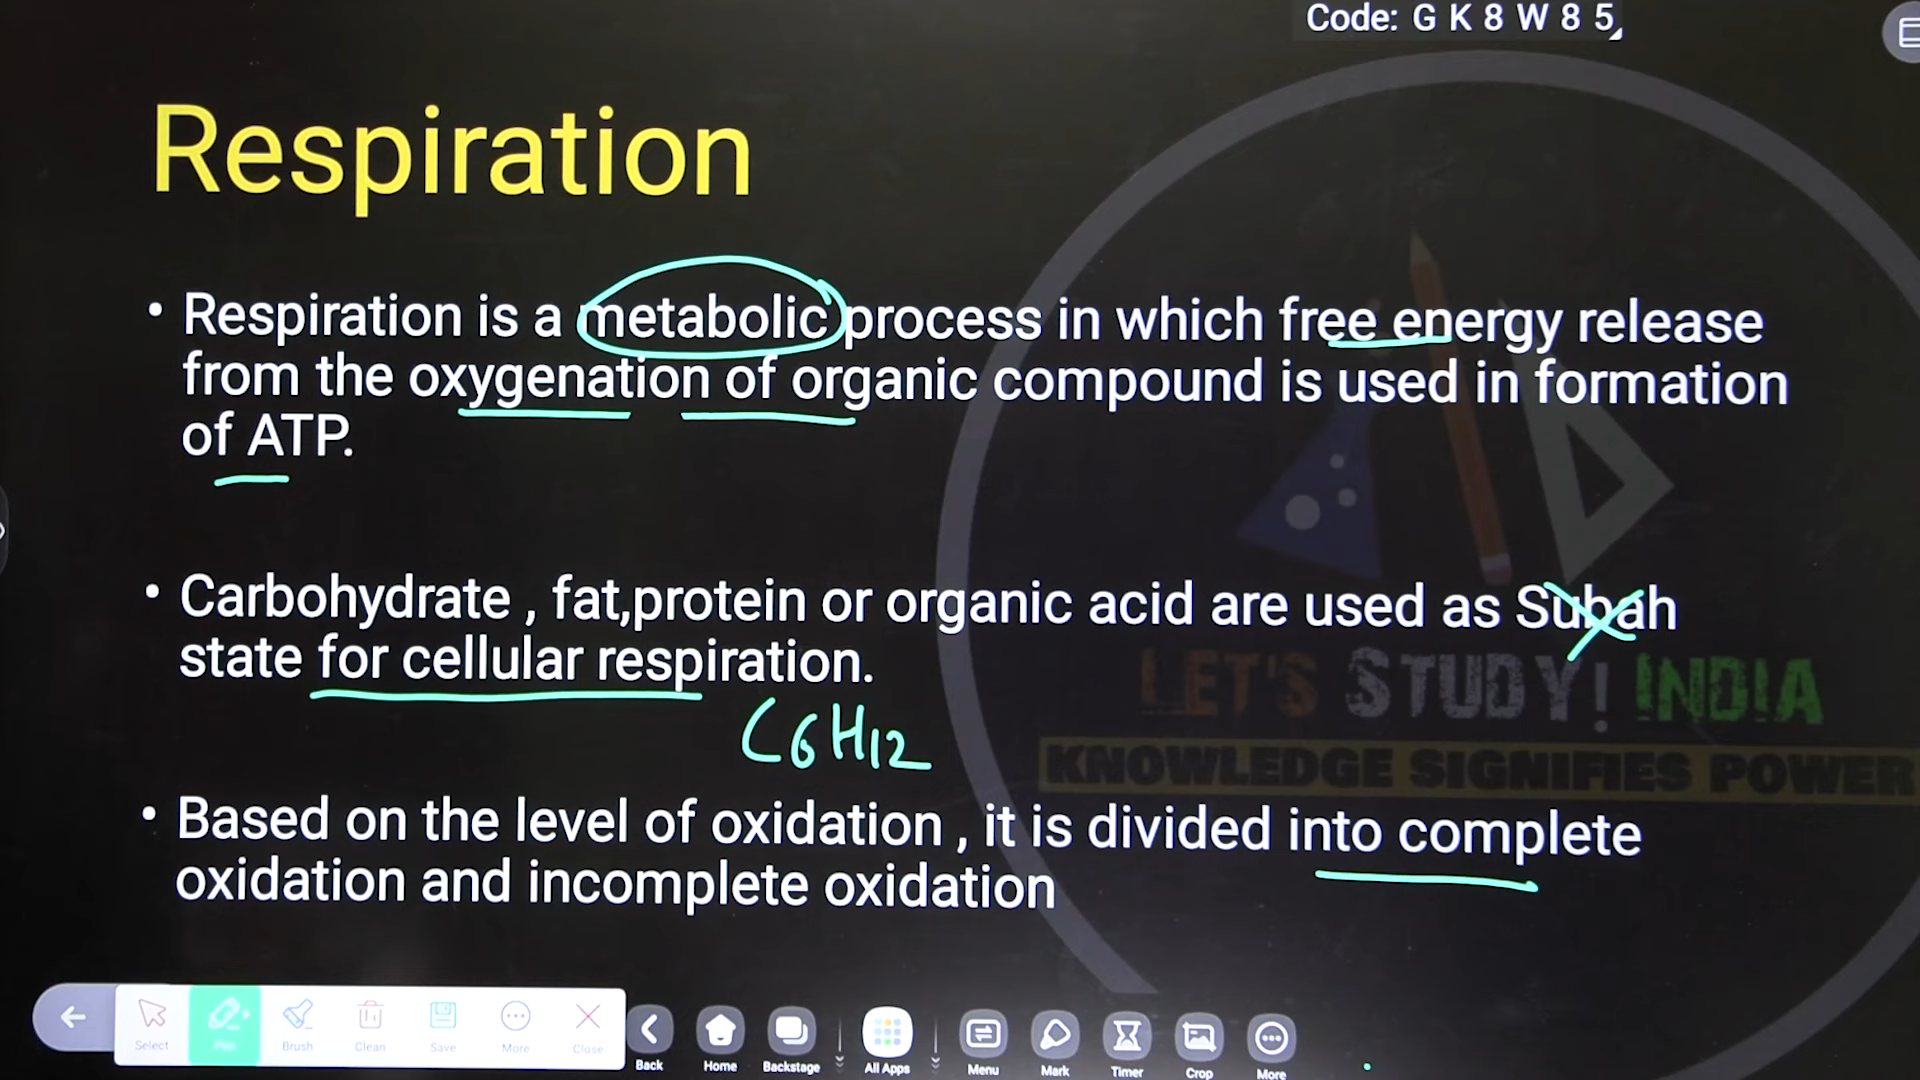 Code: G K 8 W 8 5
Respiration
• Respiration is a metabolic process in which free energy release
from the oxygenation of organic compound is used in formation
of ATP.
• Carbohydrate , fat,protein or organic acid are used as Subah
state for cellular respiration.
C6H12
LET'S STUDY! INDIA
KNOWLEDGE SIGNIFIES POWER
• Based on the level of oxidation , it is divided into complete
oxidation and incomplete oxidation
Select Pen Brush Clean Save More Close
Back Home Backstage All Apps Menu Mark Timer Crop More